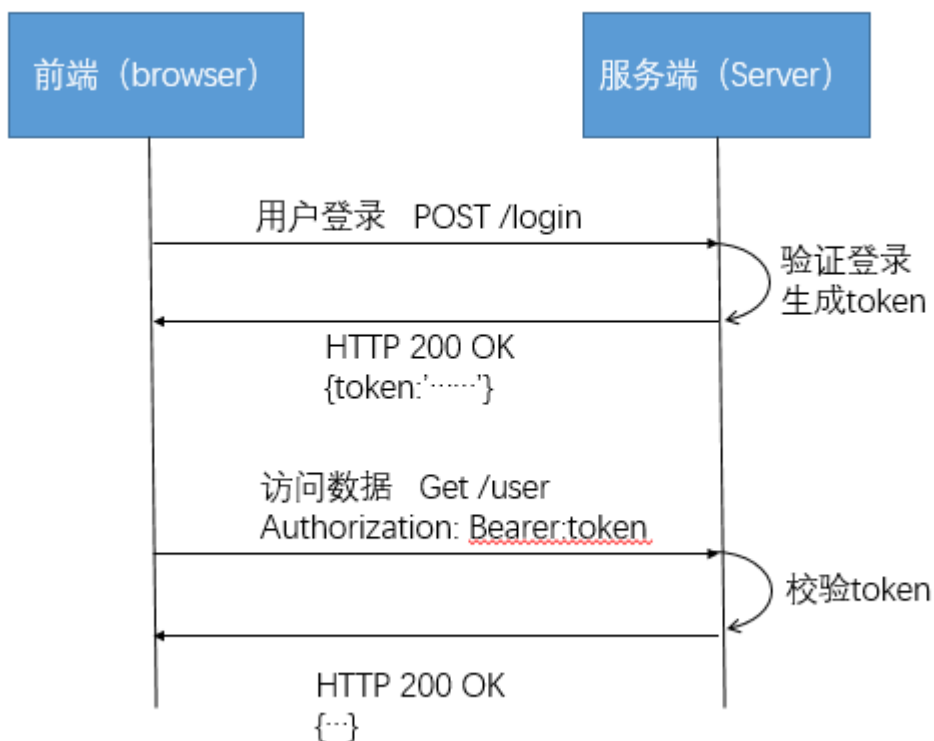 前端（browser）
服务端（Server）
用户登录 POST /login
验证登录
生成token
HTTP 200 OK
{token:’······’}
访问数据 Get /user
Authorization: Bearer:token
校验token
HTTP 200 OK
{···}